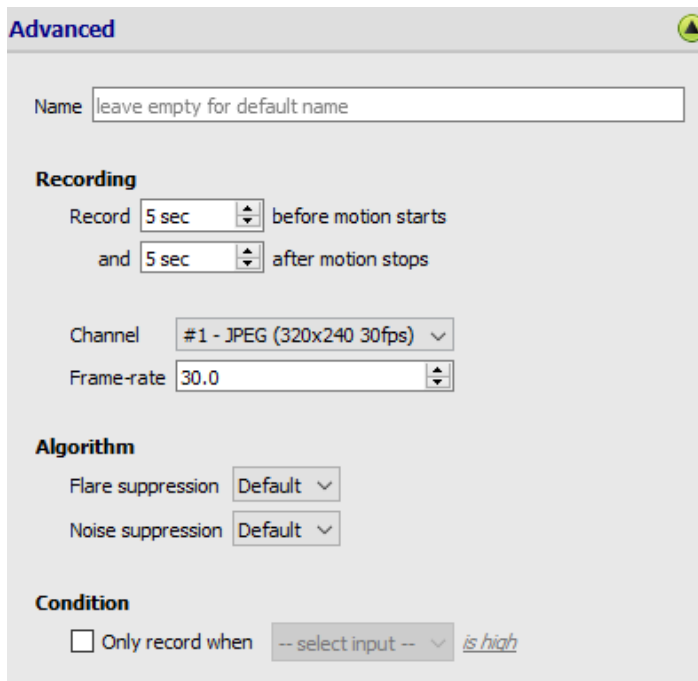 Advanced
Name leave empty for default name
Recording
Record 5 sec before motion starts
and 5 sec after motion stops
Channel #1 - JPEG (320x240 30fps)
Frame-rate 30.0
Algorithm
Flare suppression Default
Noise suppression Default
Condition
Only record when -- select input -- is high